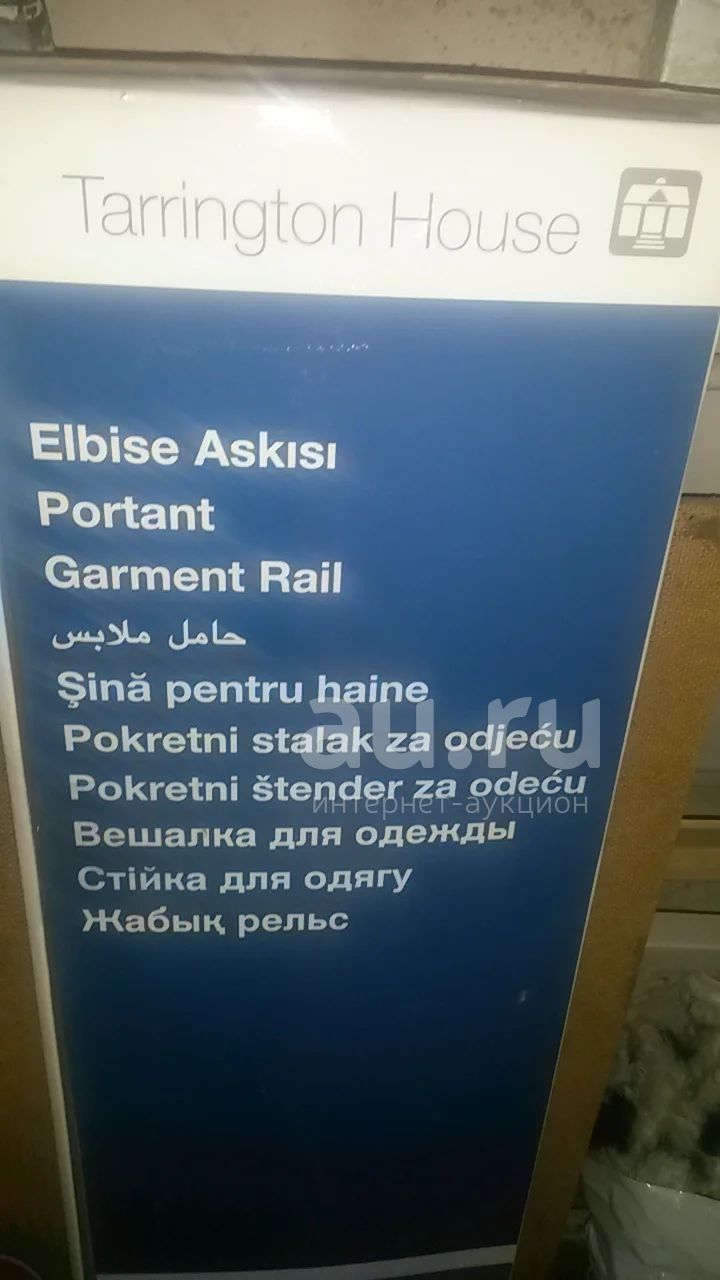 Tarrington House
Elbise Askısı
Portant
Garment Rail
حامل ملابس
Şină pentru haine
Pokretni stalak za odjeću
Pokretni štender za odeću
Вешалка для одежды
Стійка для одягу
Жабық рельс
au.ru
интернет-аукцион